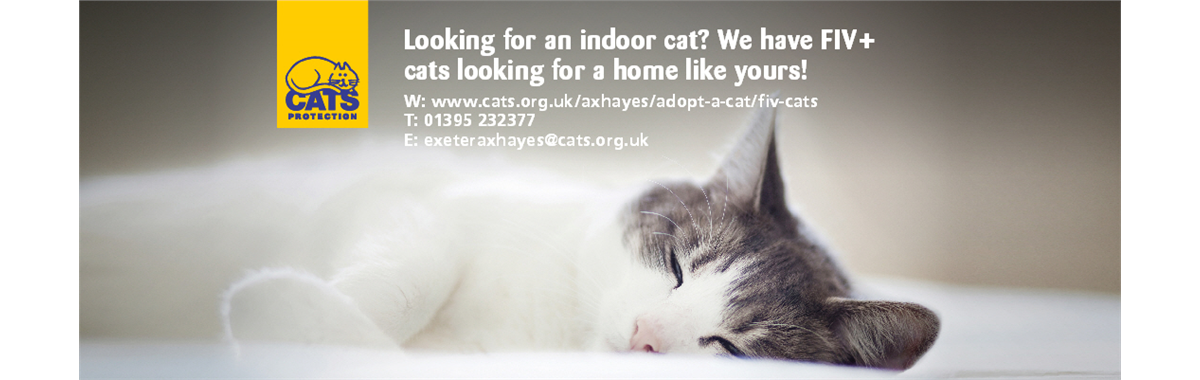 CATS
PROTECTION
Looking for an indoor cat? We have FIV+
cats looking for a home like yours!
W: www.cats.org.uk/axhayes/adopt-a-cat/fiv-cats
T: 01395 232377
E: exeteraxhayes@cats.org.uk